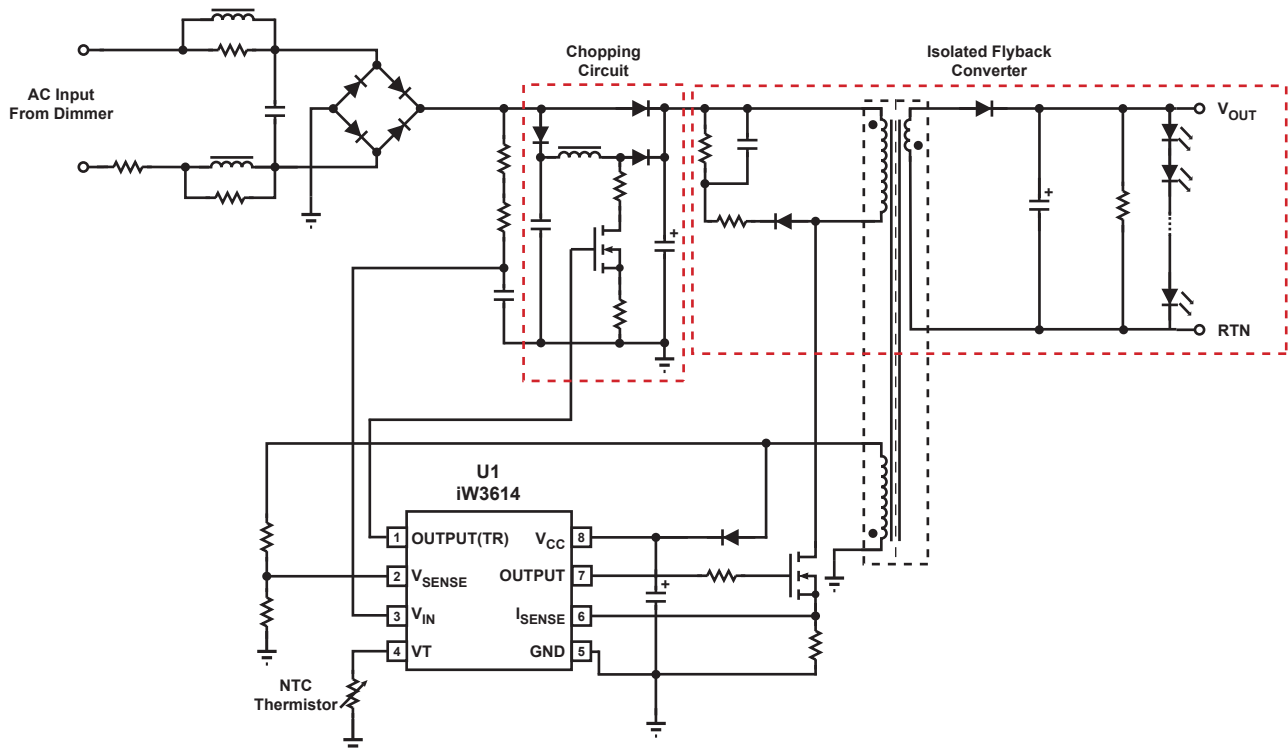 Chopping
Circuit
Isolated Flyback
Converter
AC Input
From Dimmer
VOUT
+
+
RTN
U1
iW3614
1 OUTPUT(TR)
VCC 8
2 VSENSE
OUTPUT 7
+
3 VIN
ISENSE 6
4 VT
GND 5
NTC
Thermistor